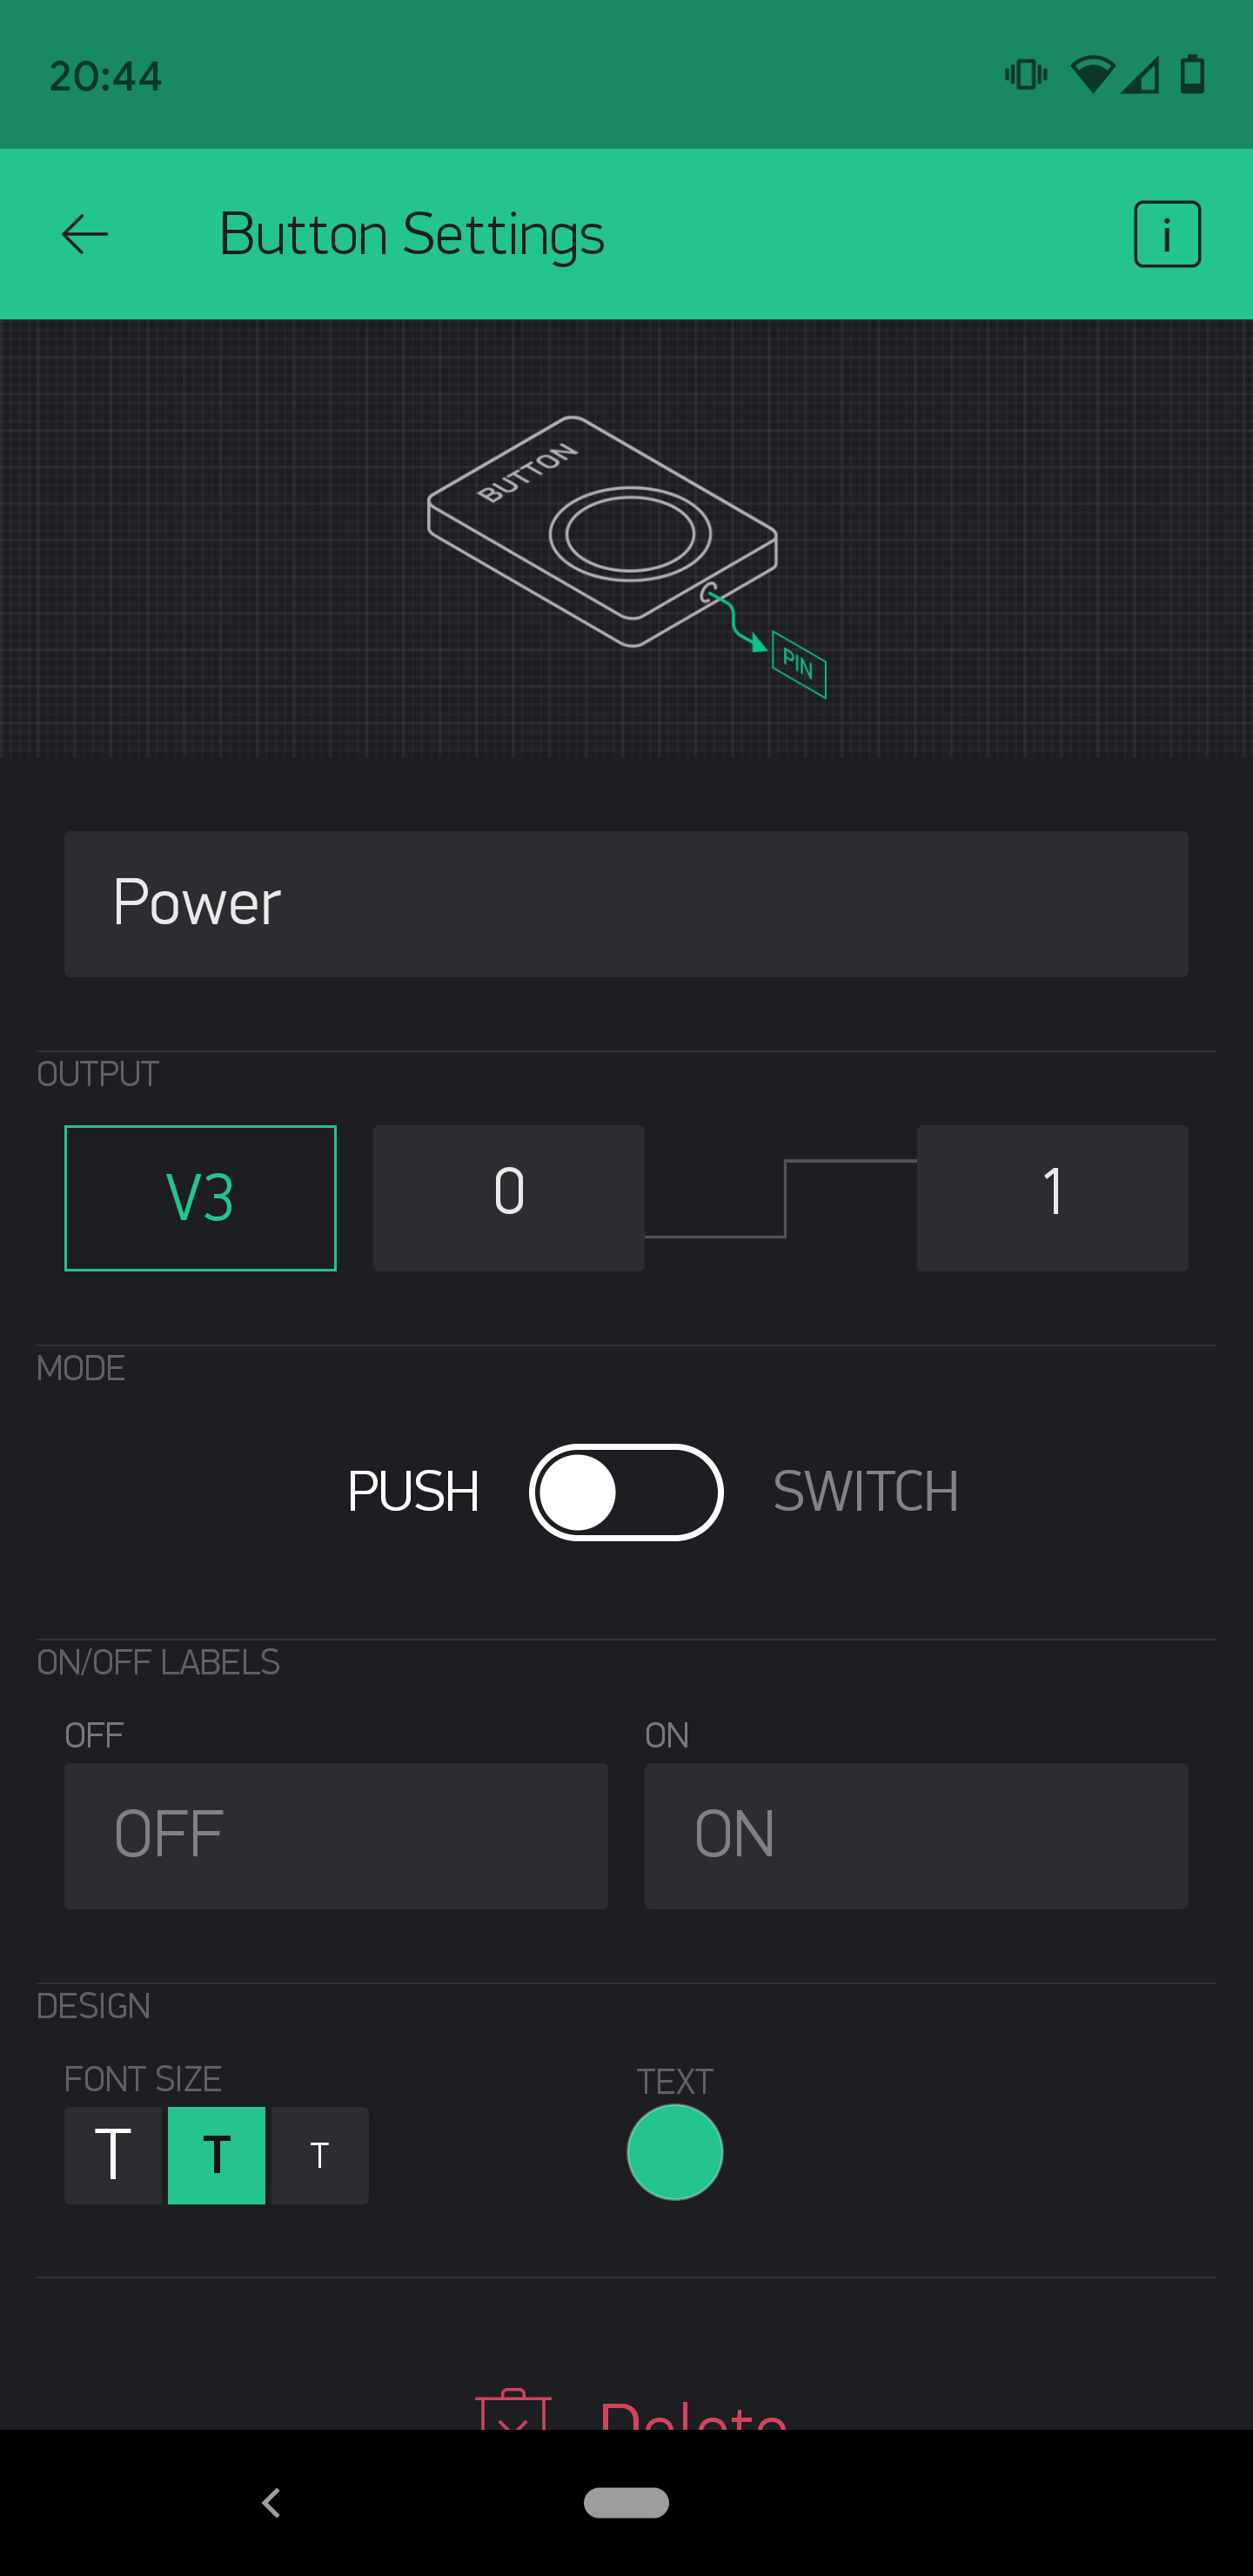 20:44
Button Settings
i
BUTTON
PIN
Power
OUTPUT
V3 0 1
MODE
PUSH SWITCH
ON/OFF LABELS
OFF ON
OFF ON
DESIGN
FONT SIZE TEXT
T T T
Delete